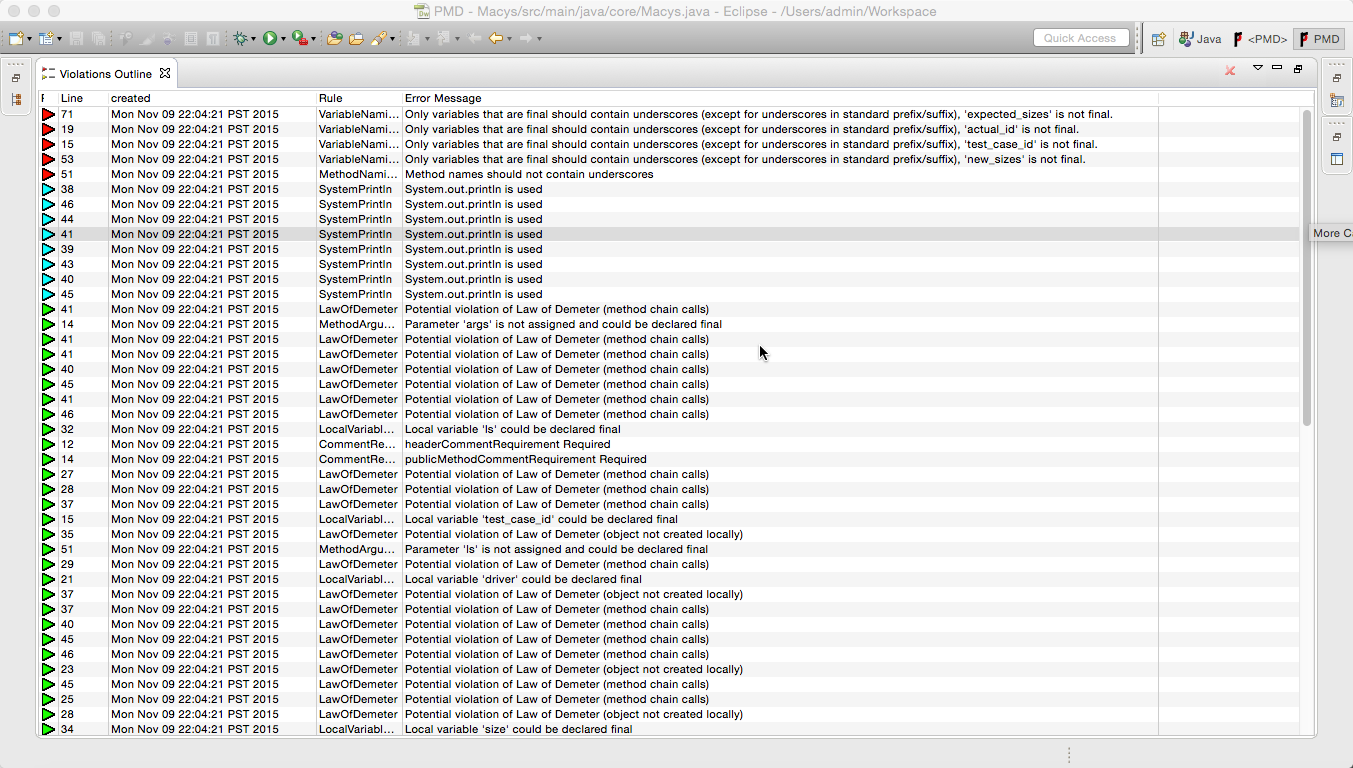 PMD - Macys/src/main/java/core/Macys.java - Eclipse - /Users/admin/Workspace
Quick Access
Java
<PMD>
PMD
Violations Outline
Line created Rule Error Message
71 Mon Nov 09 22:04:21 PST 2015 VariableNami... Only variables that are final should contain underscores (except for underscores in standard prefix/suffix), 'expected_sizes' is not final.
19 Mon Nov 09 22:04:21 PST 2015 VariableNami... Only variables that are final should contain underscores (except for underscores in standard prefix/suffix), 'actual_id' is not final.
15 Mon Nov 09 22:04:21 PST 2015 VariableNami... Only variables that are final should contain underscores (except for underscores in standard prefix/suffix), 'test_case_id' is not final.
53 Mon Nov 09 22:04:21 PST 2015 VariableNami... Only variables that are final should contain underscores (except for underscores in standard prefix/suffix), 'new_sizes' is not final.
51 Mon Nov 09 22:04:21 PST 2015 MethodNami... Method names should not contain underscores
38 Mon Nov 09 22:04:21 PST 2015 SystemPrintln System.out.println is used
46 Mon Nov 09 22:04:21 PST 2015 SystemPrintln System.out.println is used
44 Mon Nov 09 22:04:21 PST 2015 SystemPrintln System.out.println is used
41 Mon Nov 09 22:04:21 PST 2015 SystemPrintln System.out.println is used
More C
39 Mon Nov 09 22:04:21 PST 2015 SystemPrintln System.out.println is used
43 Mon Nov 09 22:04:21 PST 2015 SystemPrintln System.out.println is used
40 Mon Nov 09 22:04:21 PST 2015 SystemPrintln System.out.println is used
45 Mon Nov 09 22:04:21 PST 2015 SystemPrintln System.out.println is used
41 Mon Nov 09 22:04:21 PST 2015 LawOfDemeter Potential violation of Law of Demeter (method chain calls)
14 Mon Nov 09 22:04:21 PST 2015 MethodArgu... Parameter 'args' is not assigned and could be declared final
41 Mon Nov 09 22:04:21 PST 2015 LawOfDemeter Potential violation of Law of Demeter (method chain calls)
41 Mon Nov 09 22:04:21 PST 2015 LawOfDemeter Potential violation of Law of Demeter (method chain calls)
40 Mon Nov 09 22:04:21 PST 2015 LawOfDemeter Potential violation of Law of Demeter (method chain calls)
45 Mon Nov 09 22:04:21 PST 2015 LawOfDemeter Potential violation of Law of Demeter (method chain calls)
41 Mon Nov 09 22:04:21 PST 2015 LawOfDemeter Potential violation of Law of Demeter (method chain calls)
46 Mon Nov 09 22:04:21 PST 2015 LawOfDemeter Potential violation of Law of Demeter (method chain calls)
32 Mon Nov 09 22:04:21 PST 2015 LocalVariabl... Local variable 'ls' could be declared final
12 Mon Nov 09 22:04:21 PST 2015 CommentRe... headerCommentRequirement Required
14 Mon Nov 09 22:04:21 PST 2015 CommentRe... publicMethodCommentRequirement Required
27 Mon Nov 09 22:04:21 PST 2015 LawOfDemeter Potential violation of Law of Demeter (method chain calls)
28 Mon Nov 09 22:04:21 PST 2015 LawOfDemeter Potential violation of Law of Demeter (method chain calls)
37 Mon Nov 09 22:04:21 PST 2015 LawOfDemeter Potential violation of Law of Demeter (method chain calls)
15 Mon Nov 09 22:04:21 PST 2015 LocalVariabl... Local variable 'test_case_id' could be declared final
35 Mon Nov 09 22:04:21 PST 2015 LawOfDemeter Potential violation of Law of Demeter (object not created locally)
51 Mon Nov 09 22:04:21 PST 2015 MethodArgu... Parameter 'ls' is not assigned and could be declared final
29 Mon Nov 09 22:04:21 PST 2015 LawOfDemeter Potential violation of Law of Demeter (method chain calls)
21 Mon Nov 09 22:04:21 PST 2015 LocalVariabl... Local variable 'driver' could be declared final
37 Mon Nov 09 22:04:21 PST 2015 LawOfDemeter Potential violation of Law of Demeter (object not created locally)
37 Mon Nov 09 22:04:21 PST 2015 LawOfDemeter Potential violation of Law of Demeter (method chain calls)
40 Mon Nov 09 22:04:21 PST 2015 LawOfDemeter Potential violation of Law of Demeter (method chain calls)
45 Mon Nov 09 22:04:21 PST 2015 LawOfDemeter Potential violation of Law of Demeter (method chain calls)
46 Mon Nov 09 22:04:21 PST 2015 LawOfDemeter Potential violation of Law of Demeter (method chain calls)
23 Mon Nov 09 22:04:21 PST 2015 LawOfDemeter Potential violation of Law of Demeter (object not created locally)
45 Mon Nov 09 22:04:21 PST 2015 LawOfDemeter Potential violation of Law of Demeter (method chain calls)
25 Mon Nov 09 22:04:21 PST 2015 LawOfDemeter Potential violation of Law of Demeter (method chain calls)
28 Mon Nov 09 22:04:21 PST 2015 LawOfDemeter Potential violation of Law of Demeter (object not created locally)
34 Mon Nov 09 22:04:21 PST 2015 LocalVariabl... Local variable 'size' could be declared final